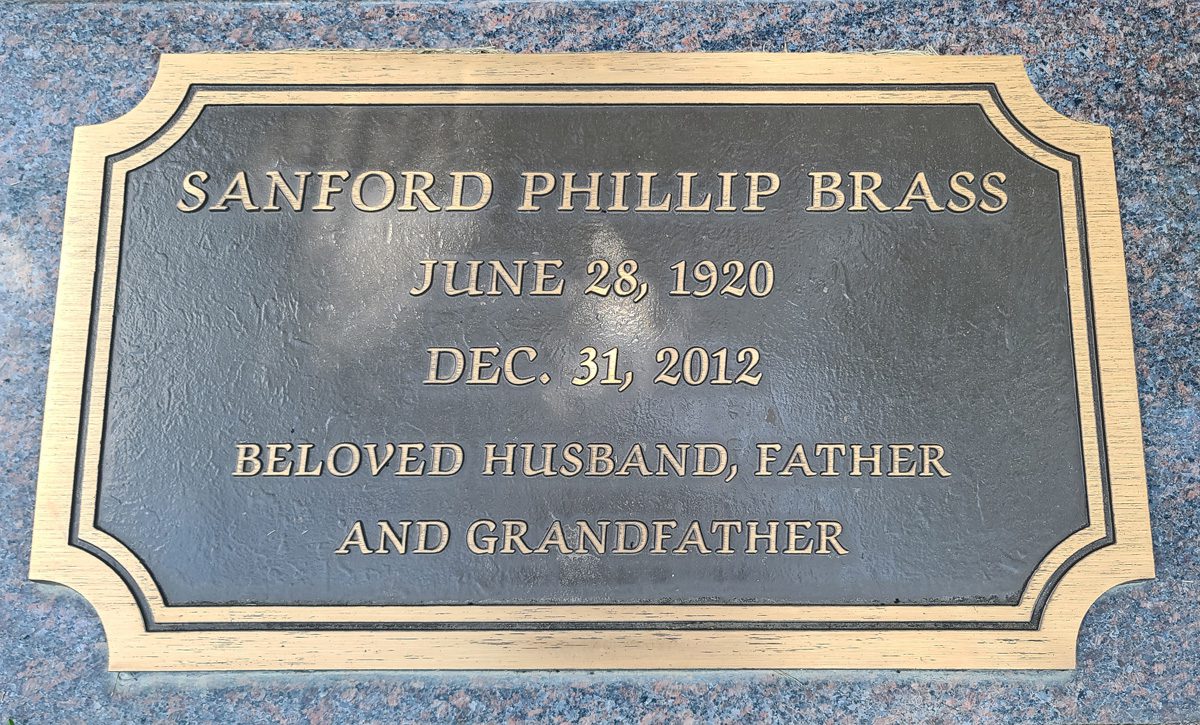 SANFORD PHILLIP BRASS
JUNE 28, 1920
DEC. 31, 2012
BELOVED HUSBAND, FATHER
AND GRANDFATHER